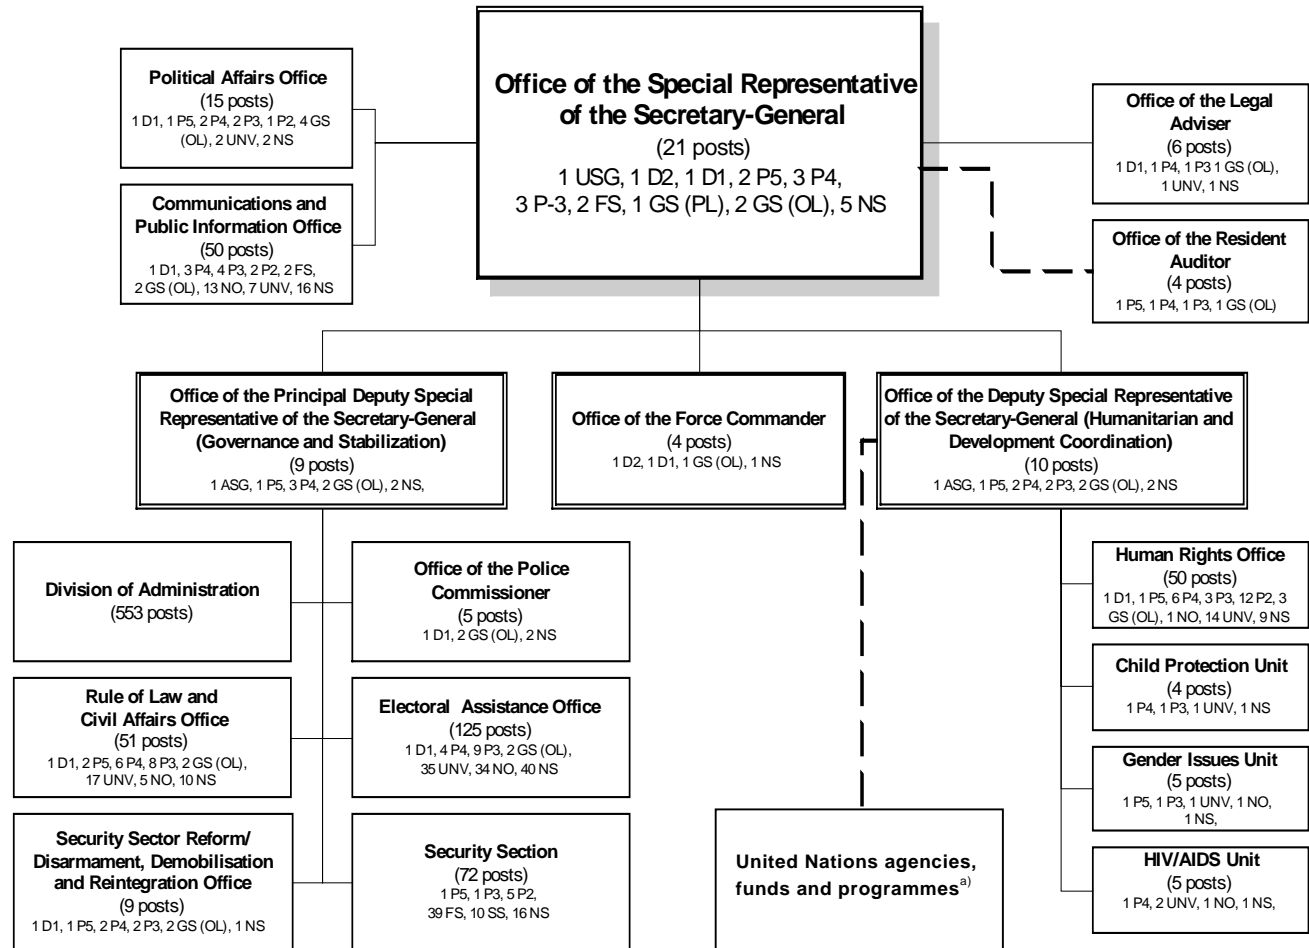 Office of the Special Representative
of the Secretary-General
(21 posts)
1 USG, 1 D2, 1 D1, 2 P5, 3 P4,
3 P-3, 2 FS, 1 GS (PL), 2 GS (OL), 5 NS
Political Affairs Office
(15 posts)
1 D1, 1 P5, 2 P4, 2 P3, 1 P2, 4 GS
(OL), 2 UNV, 2 NS
Communications and
Public Information Office
(50 posts)
1 D1, 3 P4, 4 P3, 2 P2, 2 FS,
2 GS (OL), 13 NO, 7 UNV, 16 NS
Office of the Legal
Adviser
(6 posts)
1 D1, 1 P4, 1 P3 1 GS (OL),
1 UNV, 1 NS
Office of the Resident
Auditor
(4 posts)
1 P5, 1 P4, 1 P3, 1 GS (OL)
Office of the Principal Deputy Special
Representative of the Secretary-General
(Governance and Stabilization)
(9 posts)
1 ASG, 1 P5, 3 P4, 2 GS (OL), 2 NS,
Office of the Force Commander
(4 posts)
1 D2, 1 D1, 1 GS (OL), 1 NS
Office of the Deputy Special Representative
of the Secretary-General (Humanitarian and
Development Coordination)
(10 posts)
1 ASG, 1 P5, 2 P4, 2 P3, 2 GS (OL), 2 NS
Division of Administration
(553 posts)
Office of the Police
Commissioner
(5 posts)
1 D1, 2 GS (OL), 2 NS
Rule of Law and
Civil Affairs Office
(51 posts)
1 D1, 2 P5, 6 P4, 8 P3, 2 GS (OL),
17 UNV, 5 NO, 10 NS
Electoral Assistance Office
(125 posts)
1 D1, 4 P4, 9 P3, 2 GS (OL),
35 UNV, 34 NO, 40 NS
Security Sector Reform/
Disarmament, Demobilisation
and Reintegration Office
(9 posts)
1 D1, 1 P5, 2 P4, 2 P3, 2 GS (OL), 1 NS
Security Section
(72 posts)
1 P5, 1 P3, 5 P2,
39 FS, 10 SS, 16 NS
United Nations agencies,
funds and programmes a)
Human Rights Office
(50 posts)
1 D1, 1 P5, 6 P4, 3 P3, 12 P2, 3
GS (OL), 1 NO, 14 UNV, 9 NS
Child Protection Unit
(4 posts)
1 P4, 1 P3, 1 UNV, 1 NS
Gender Issues Unit
(5 posts)
1 P5, 1 P3, 1 UNV, 1 NO,
1 NS,
HIV/AIDS Unit
(5 posts)
1 P4, 2 UNV, 1 NO, 1 NS,